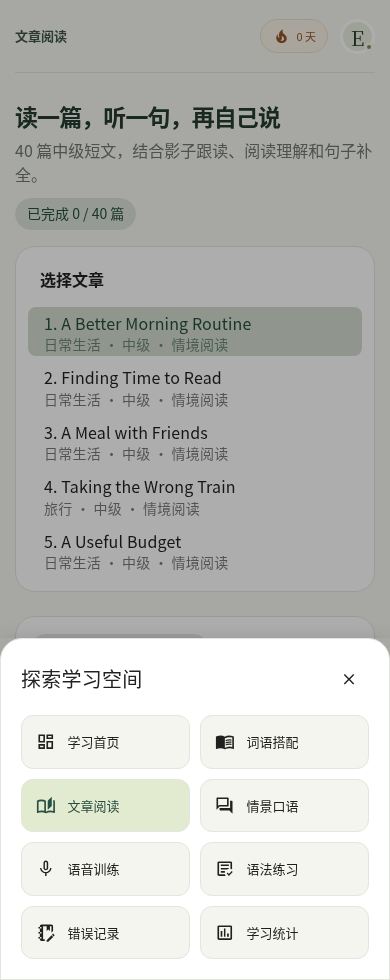 文章阅读
0 天
E
读一篇，听一句，再自己说
40 篇中级短文，结合影子跟读、阅读理解和句子补
全。
已完成 0 / 40 篇
选择文章
1. A Better Morning Routine
日常生活 · 中级 · 情境阅读
2. Finding Time to Read
日常生活 · 中级 · 情境阅读
3. A Meal with Friends
日常生活 · 中级 · 情境阅读
4. Taking the Wrong Train
旅行 · 中级 · 情境阅读
5. A Useful Budget
日常生活 · 中级 · 情境阅读
探索学习空间
学习首页
词语搭配
文章阅读
情景口语
语音训练
语法练习
错误记录
学习统计